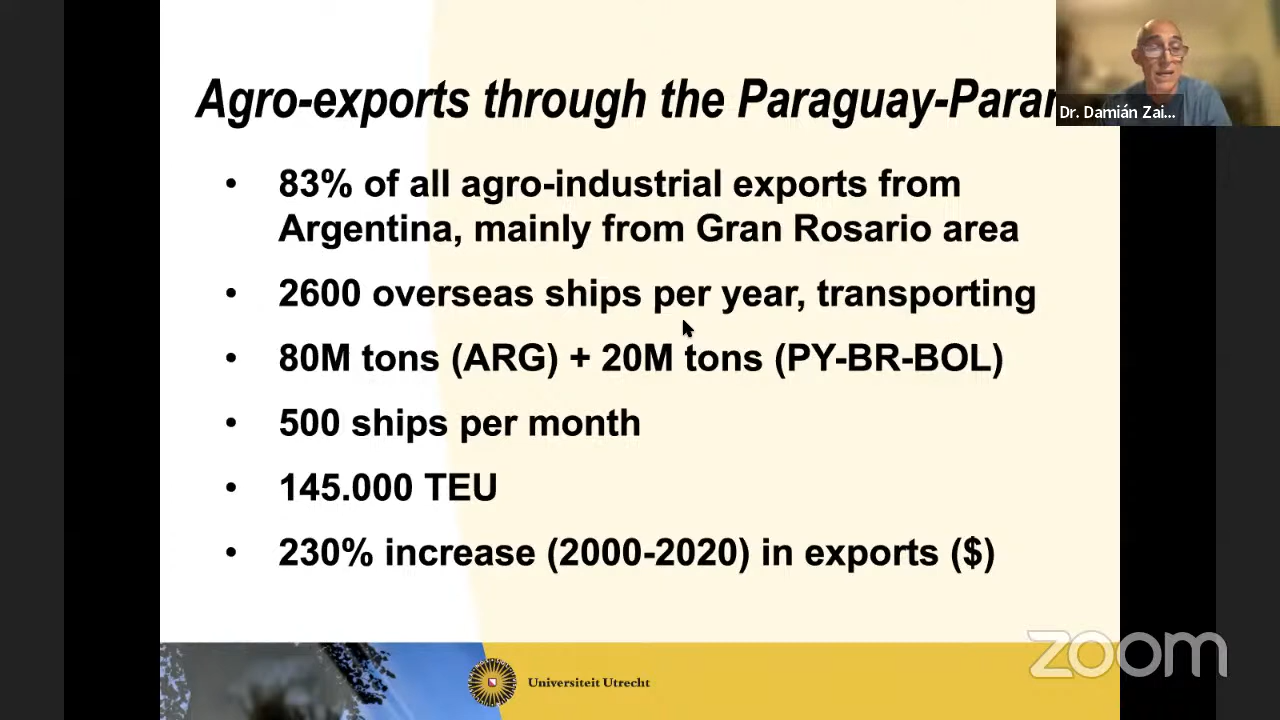 Agro-exports through the Paraguay-Paran
Dr. Damián Zai...
• 83% of all agro-industrial exports from
Argentina, mainly from Gran Rosario area
• 2600 overseas ships per year, transporting
• 80M tons (ARG) + 20M tons (PY-BR-BOL)
• 500 ships per month
• 145.000 TEU
• 230% increase (2000-2020) in exports ($)
zoom
Universiteit Utrecht